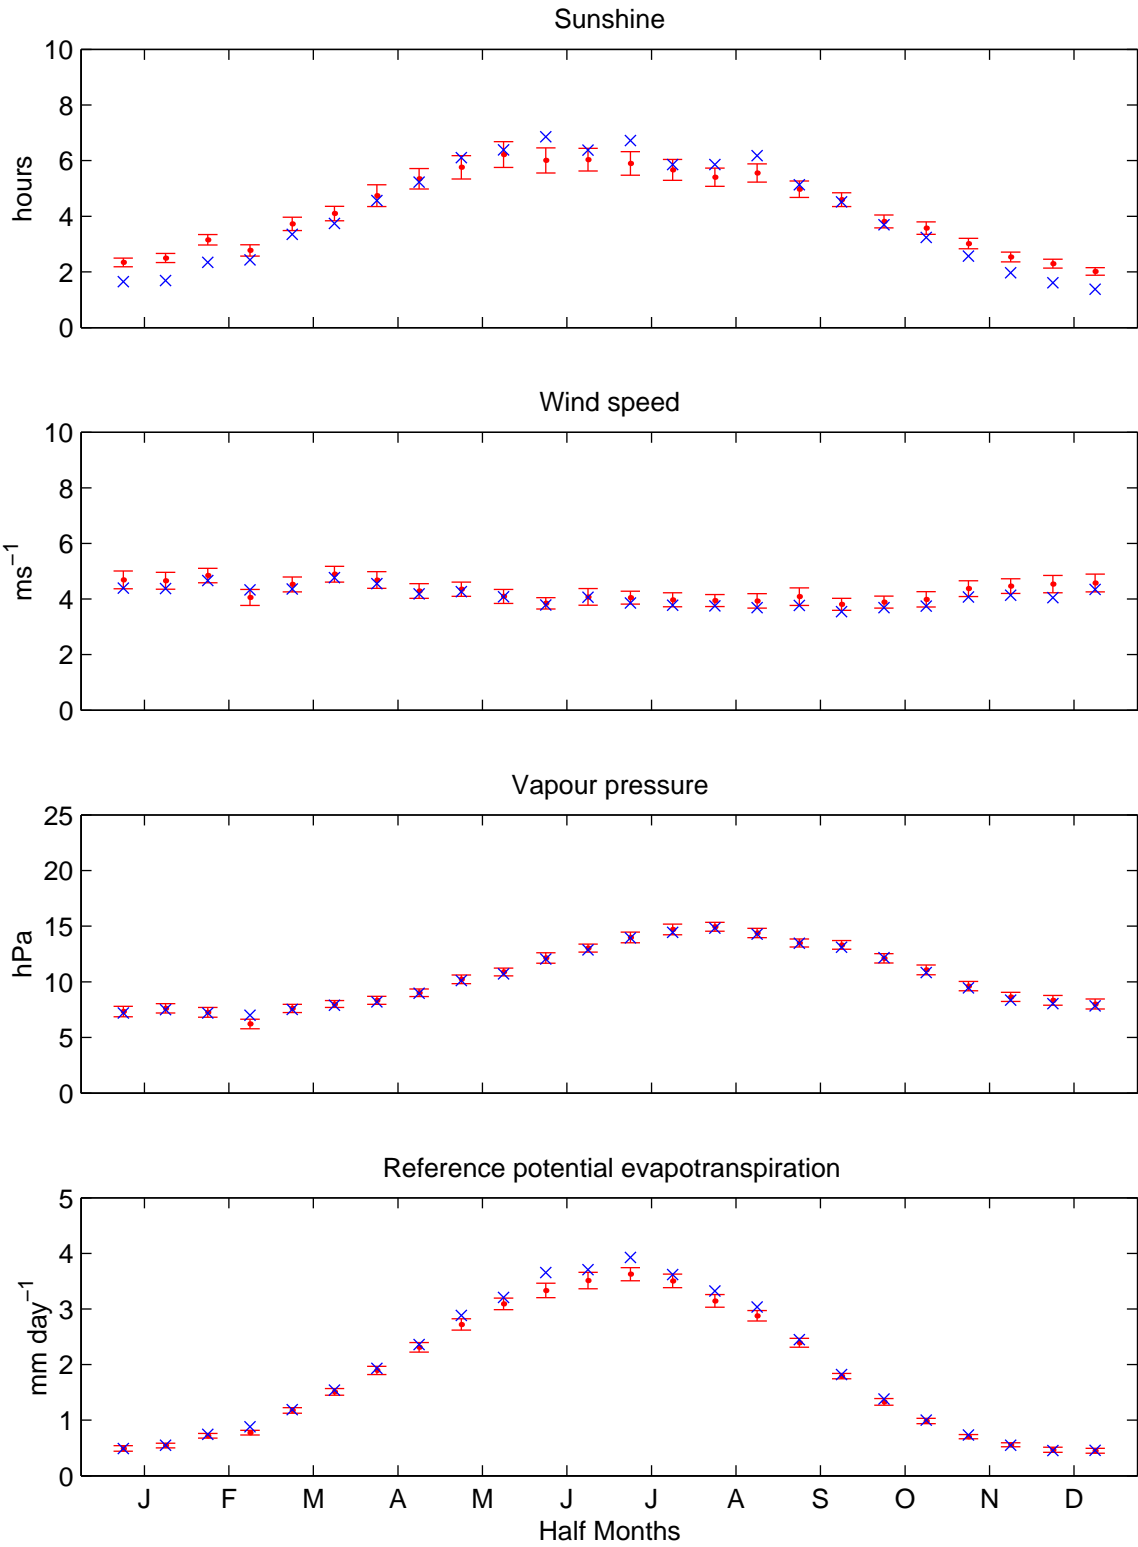 Sunshine
10
8
6
4
2
0
hours
Wind speed
10
8
6
4
2
0
ms⁻¹
Vapour pressure
25
20
15
10
5
0
hPa
Reference potential evapotranspiration
5
4
3
2
1
0
mm day⁻¹
J F M A M J J A S O N D
Half Months